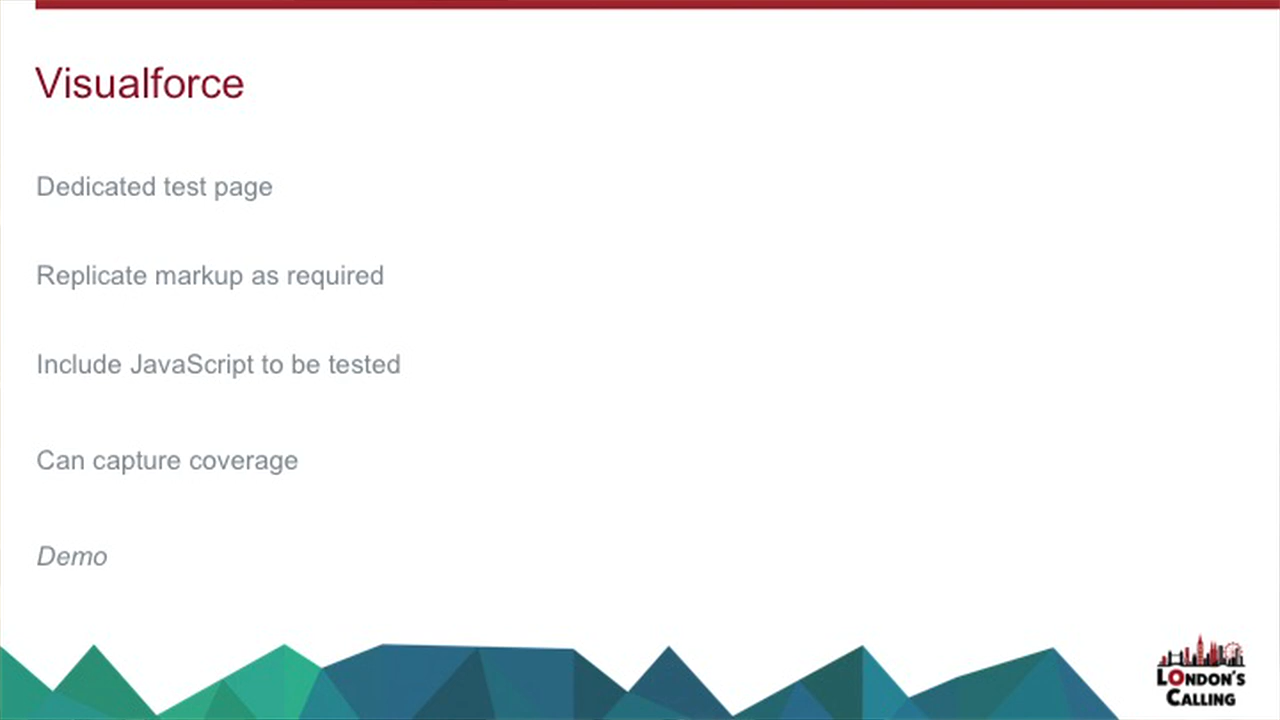 Visualforce
Dedicated test page
Replicate markup as required
Include JavaScript to be tested
Can capture coverage
Demo
LONDON'S
CALLING